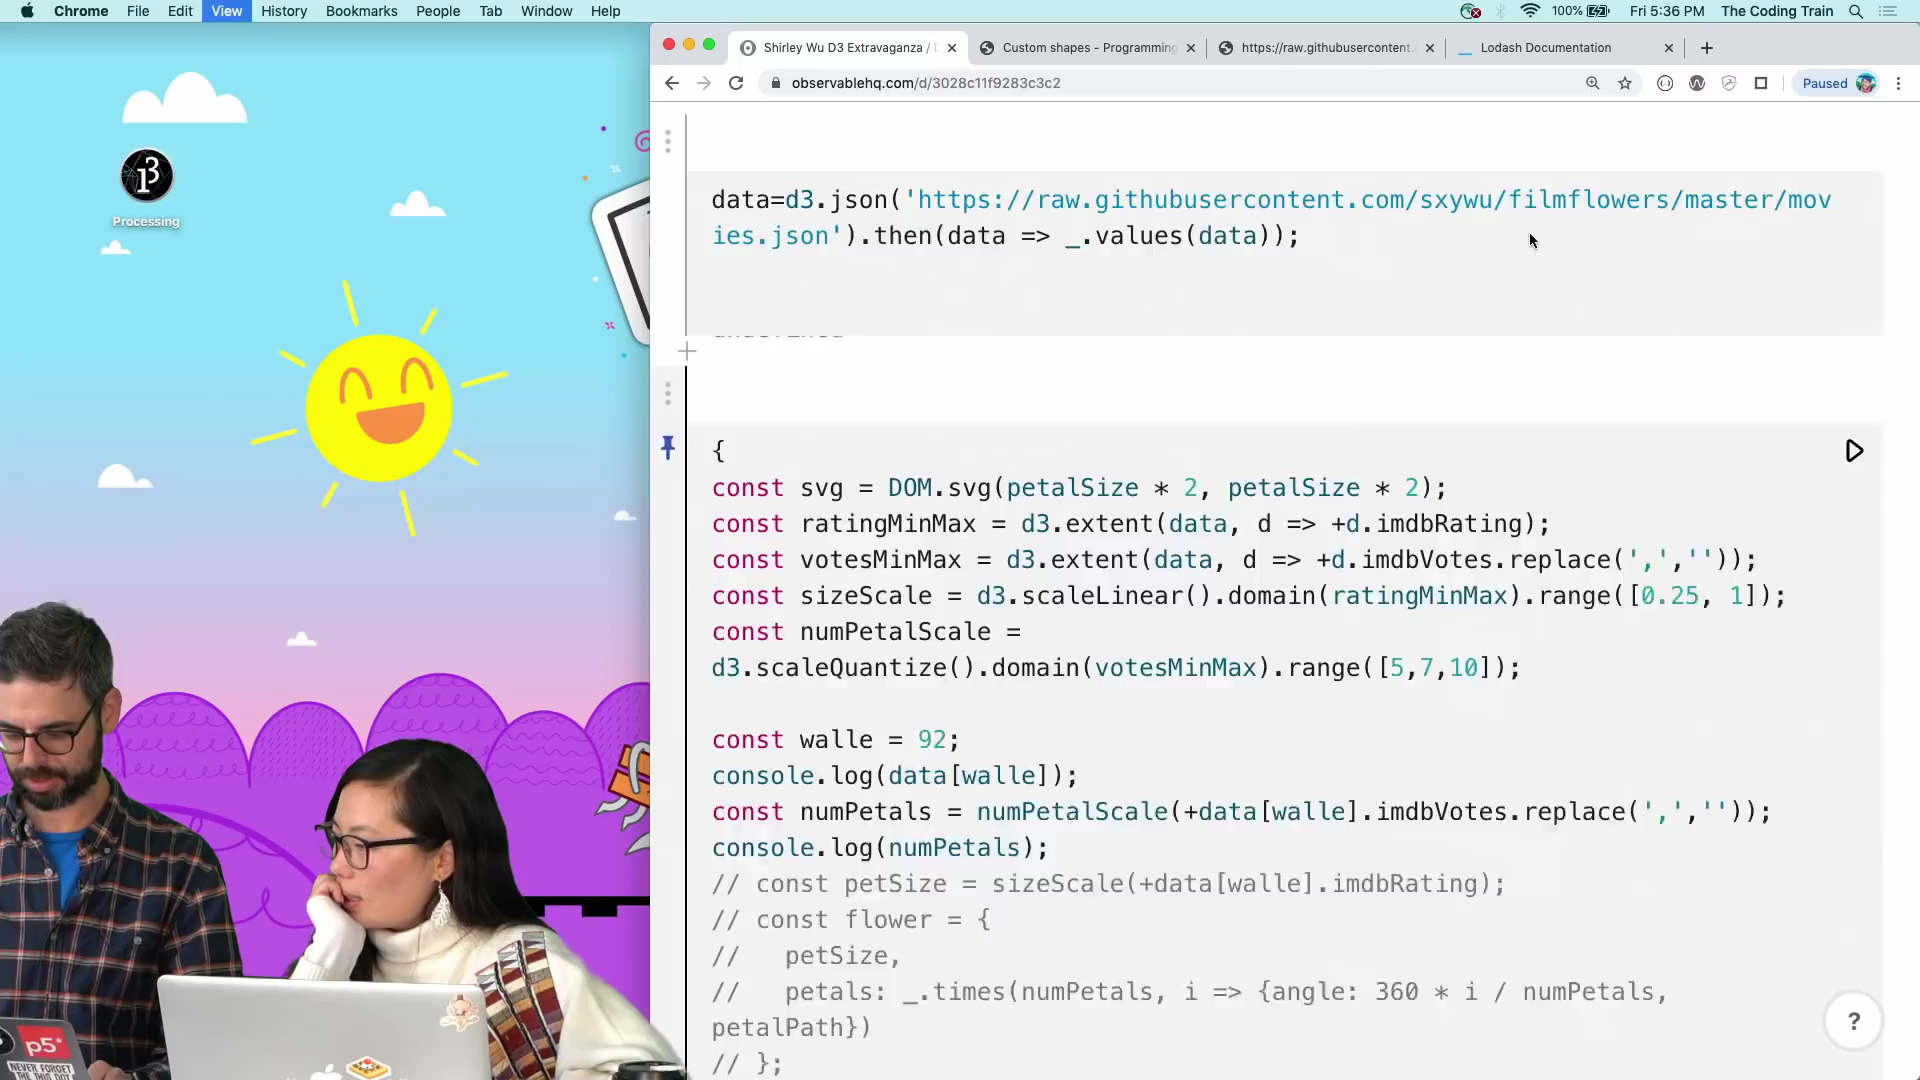 Chrome File Edit View History Bookmarks People Tab Window Help
100% Fri 5:36 PM The Coding Train
Shirley Wu D3 Extravaganza /
Custom shapes - Programming
https://raw.githubusercontent.
Lodash Documentation
observablehq.com/d/3028c11f9283c3c2
Paused
Processing
data=d3.json('https://raw.githubusercontent.com/sxywu/filmflowers/master/mov
ies.json').then(data => _.values(data));
{
const svg = DOM.svg(petalSize * 2, petalSize * 2);
const ratingMinMax = d3.extent(data, d => +d.imdbRating);
const votesMinMax = d3.extent(data, d => +d.imdbVotes.replace(',',''));
const sizeScale = d3.scaleLinear().domain(ratingMinMax).range([0.25, 1]);
const numPetalScale =
d3.scaleQuantize().domain(votesMinMax).range([5,7,10]);
const walle = 92;
console.log(data[walle]);
const numPetals = numPetalScale(+data[walle].imdbVotes.replace(',',''));
console.log(numPetals);
// const petSize = sizeScale(+data[walle].imdbRating);
// const flower = {
//   petSize,
//   petals: _.times(numPetals, i => {angle: 360 * i / numPetals,
petalPath})
// };
?
p5*
NEVER FORGET
THE THIS DOT